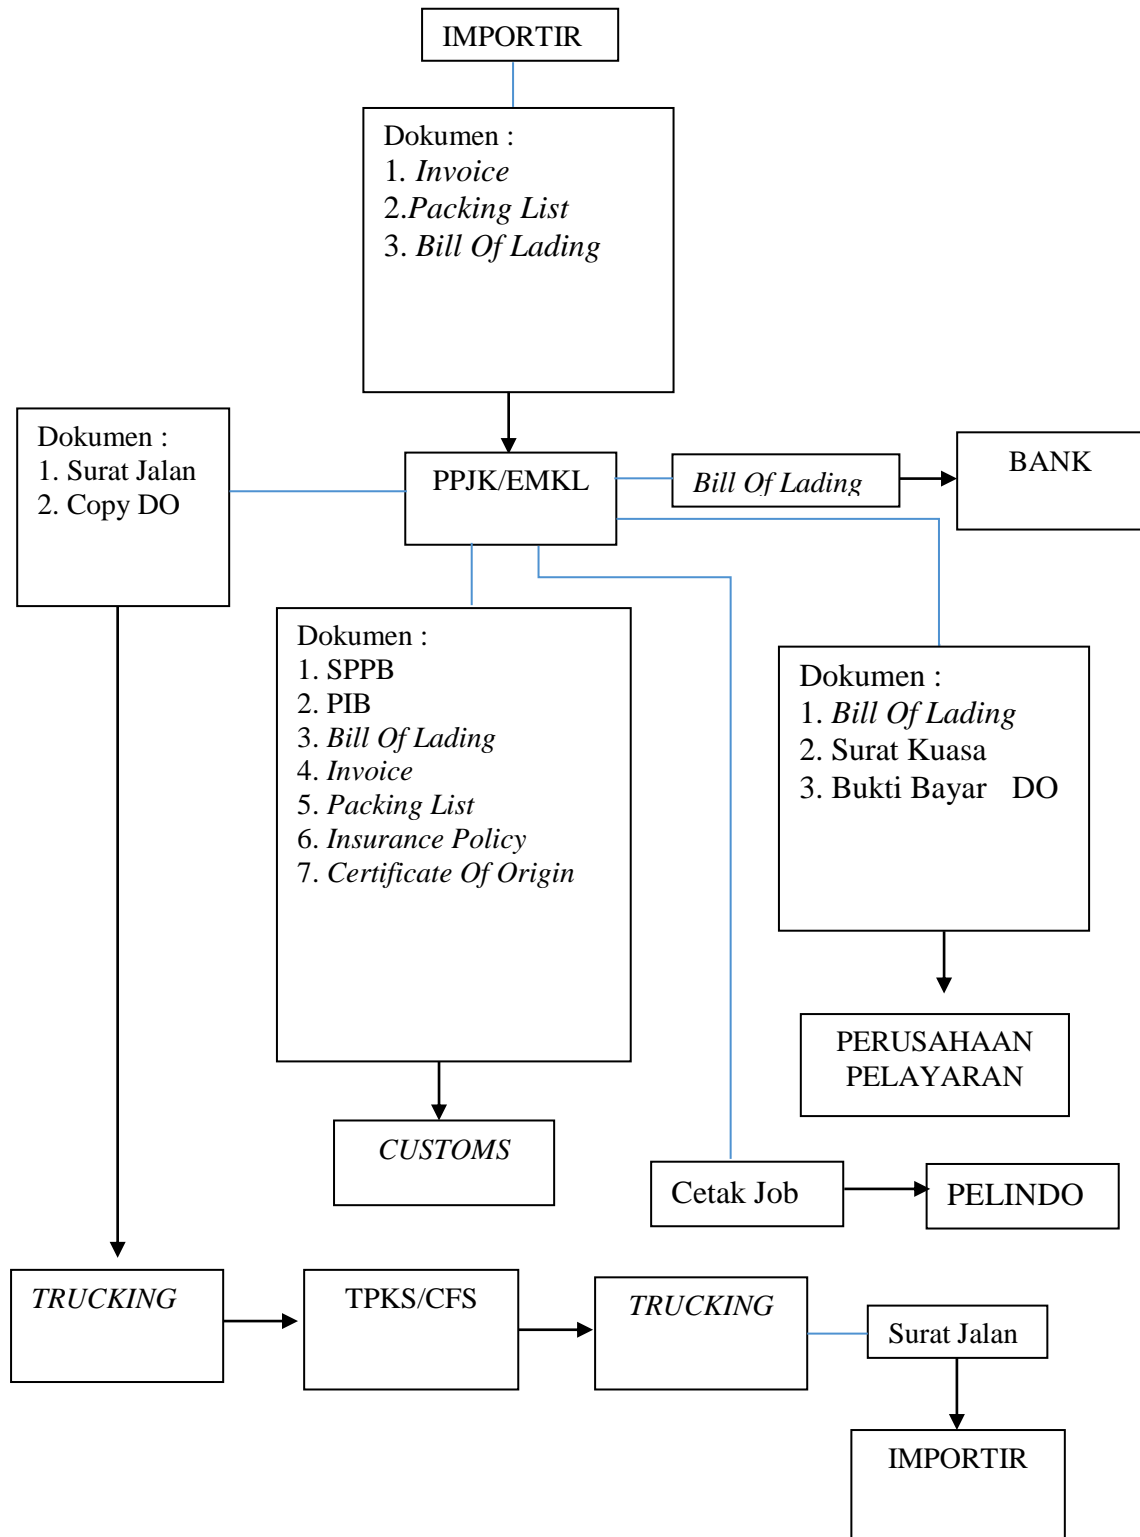 IMPORTIR
Dokumen :
1. Invoice
2.Packing List
3. Bill Of Lading
Dokumen :
1. Surat Jalan
2. Copy DO
PPJK/EMKL
Bill Of Lading
BANK
Dokumen :
1. SPPB
2. PIB
3. Bill Of Lading
4. Invoice
5. Packing List
6. Insurance Policy
7. Certificate Of Origin
Dokumen :
1. Bill Of Lading
2. Surat Kuasa
3. Bukti Bayar DO
PERUSAHAAN
PELAYARAN
CUSTOMS
Cetak Job
PELINDO
TRUCKING
TPKS/CFS
TRUCKING
Surat Jalan
IMPORTIR